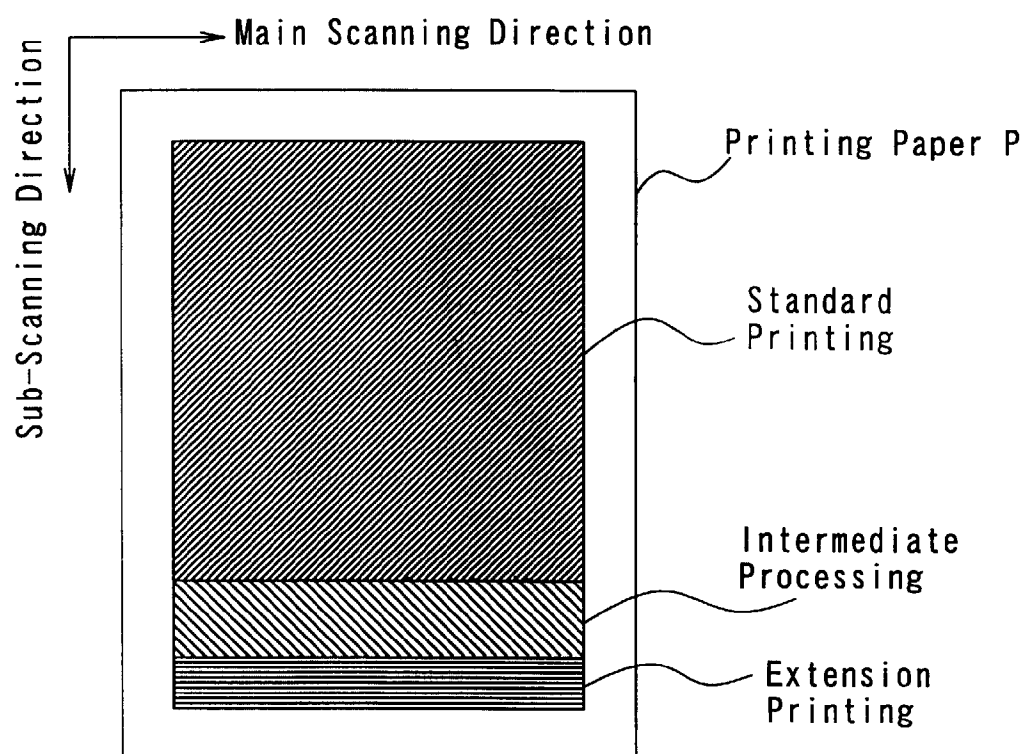 Main Scanning Direction
Sub-Scanning Direction
Printing Paper P
Standard
Printing
Intermediate
Processing
Extension
Printing